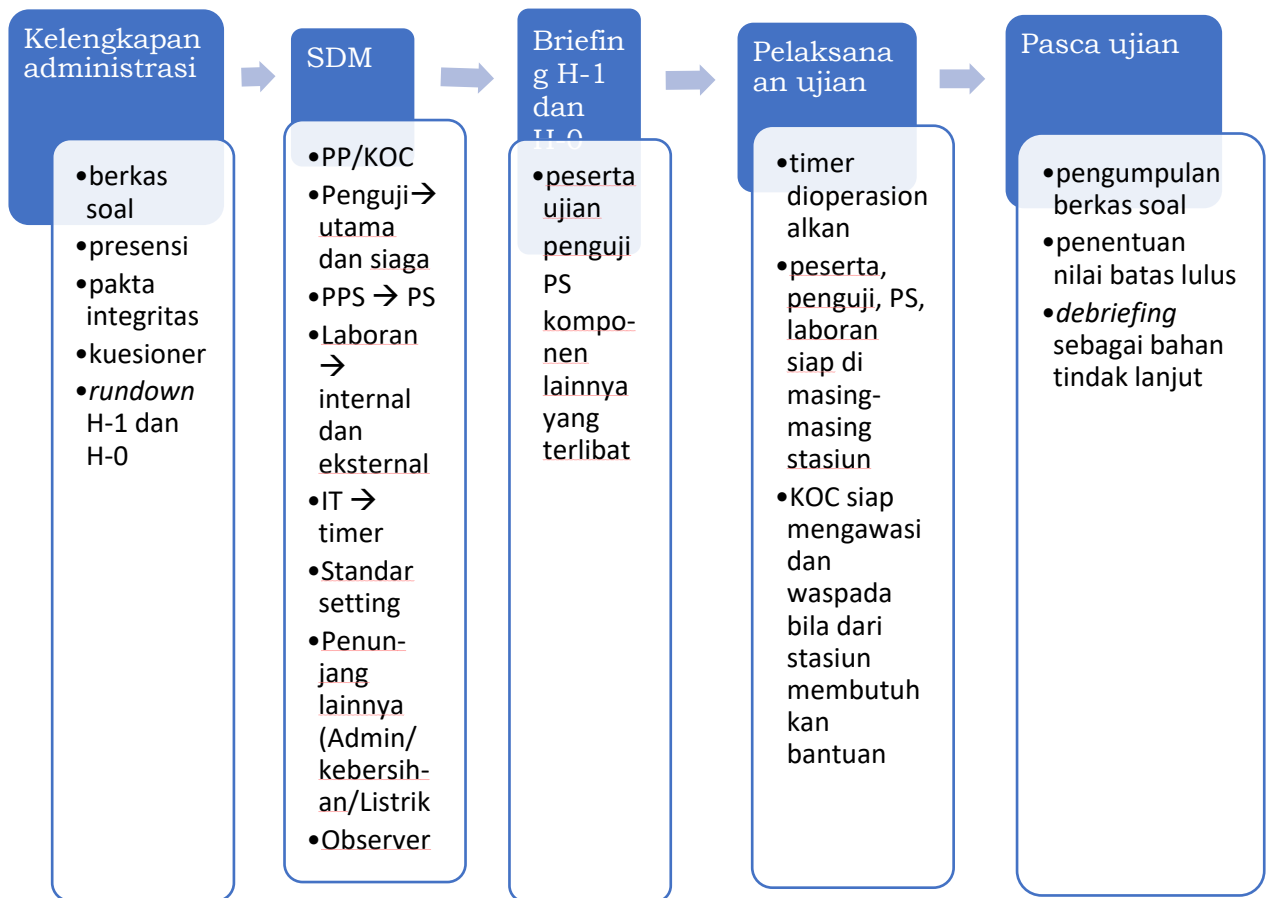 Kelengkapan
administrasi
•berkas
soal
•presensi
•pakta
integritas
•kuesioner
•rundown
H-1 dan
H-0
SDM
•PP/KOC
•Penguji→
utama
dan siaga
•PPS → PS
•Laboran
→
internal
dan
eksternal
•IT →
timer
•Standar
setting
•Penun-
jang
lainnya
(Admin/
kebersih-
an/Listrik
•Observer
Briefin
g H-1
dan
H-0
•peserta
ujian
penguji
PS
kompo-
nen
lainnya
yang
terlibat
Pelaksana
an ujian
•timer
dioperasion
alkan
•peserta,
penguji, PS,
laboran
siap di
masing-
masing
stasiun
•KOC siap
mengawasi
dan
waspada
bila dari
stasiun
membutuh
kan
bantuan
Pasca ujian
•pengumpulan
berkas soal
•penentuan
nilai batas lulus
•debriefing
sebagai bahan
tindak lanjut